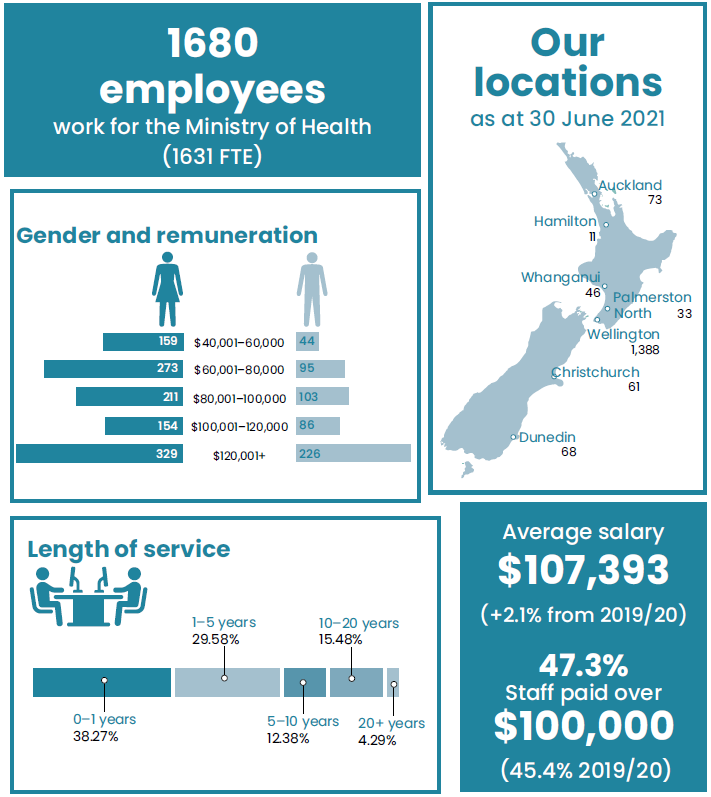 1680
employees
work for the Ministry of Health
(1631 FTE)
Gender and remuneration
159 $40,001–60,000 44
273 $60,001–80,000 95
211 $80,001–100,000 103
154 $100,001–120,000 86
329 $120,001+ 226
Our
locations
as at 30 June 2021
Auckland
73
Hamilton
11
Whanganui
46
Palmerston
North 33
Wellington
1,388
Christchurch
61
Dunedin
68
Length of service
1–5 years
29.58%
10–20 years
15.48%
0–1 years
38.27%
5–10 years
12.38%
20+ years
4.29%
Average salary
$107,393
(+2.1% from 2019/20)
47.3%
Staff paid over
$100,000
(45.4% 2019/20)